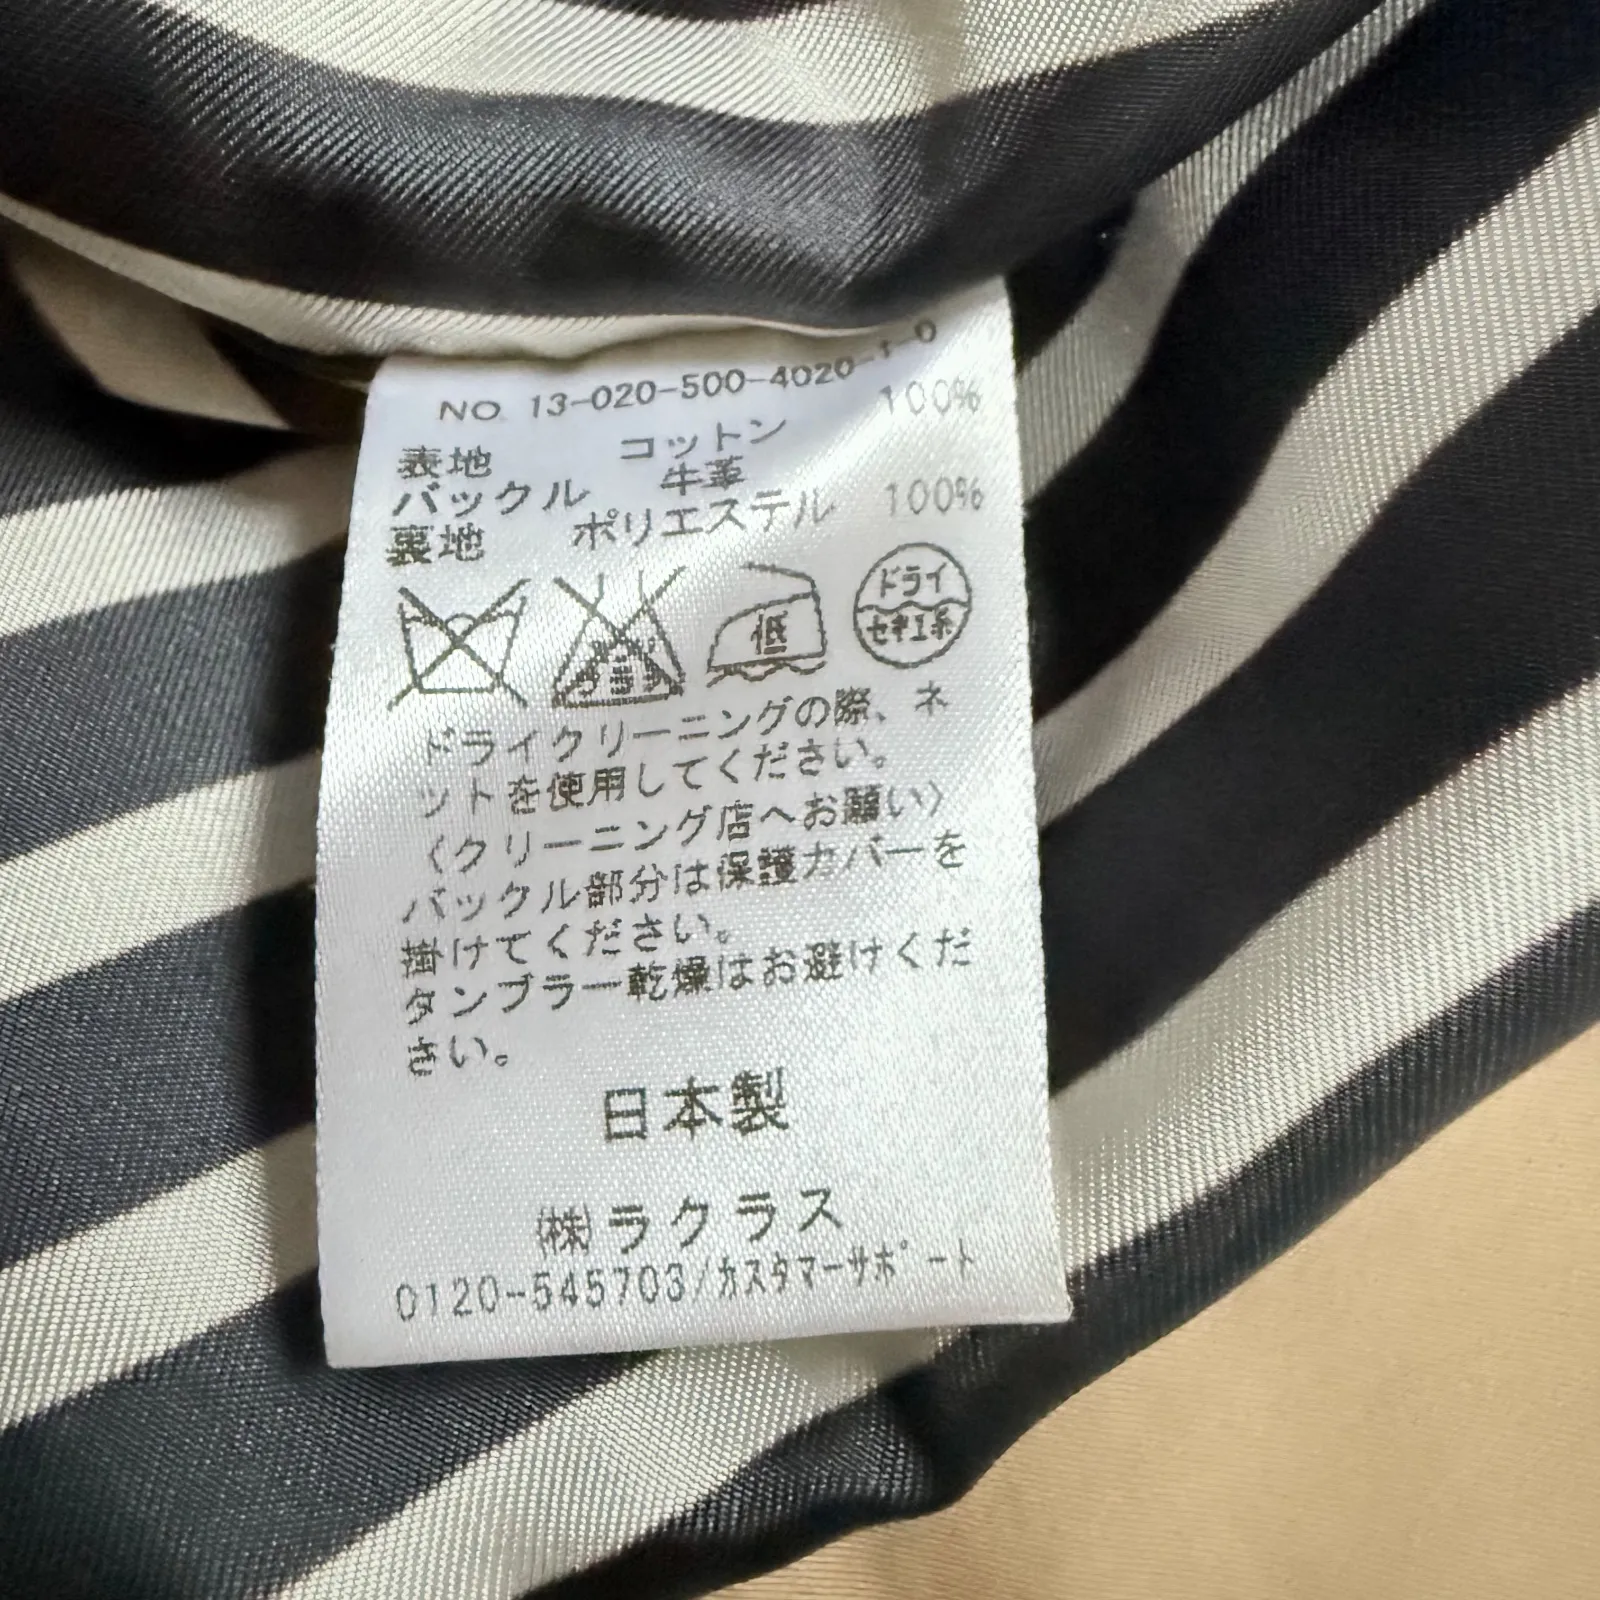 NO. 13-020-500-4020-1-0
表地 コットン 100%
バックル 牛革
裏地 ポリエステル 100%
低 ドライ
セキユ系
ドライクリーニングの際、ネ
ットを使用してください。
〈クリーニング店へお願い〉
バックル部分は保護カバーを
掛けてください。
タンブラー乾燥はお避けくだ
さい。
日本製
㈱ラクラス
0120-545703/カスタマーサポート